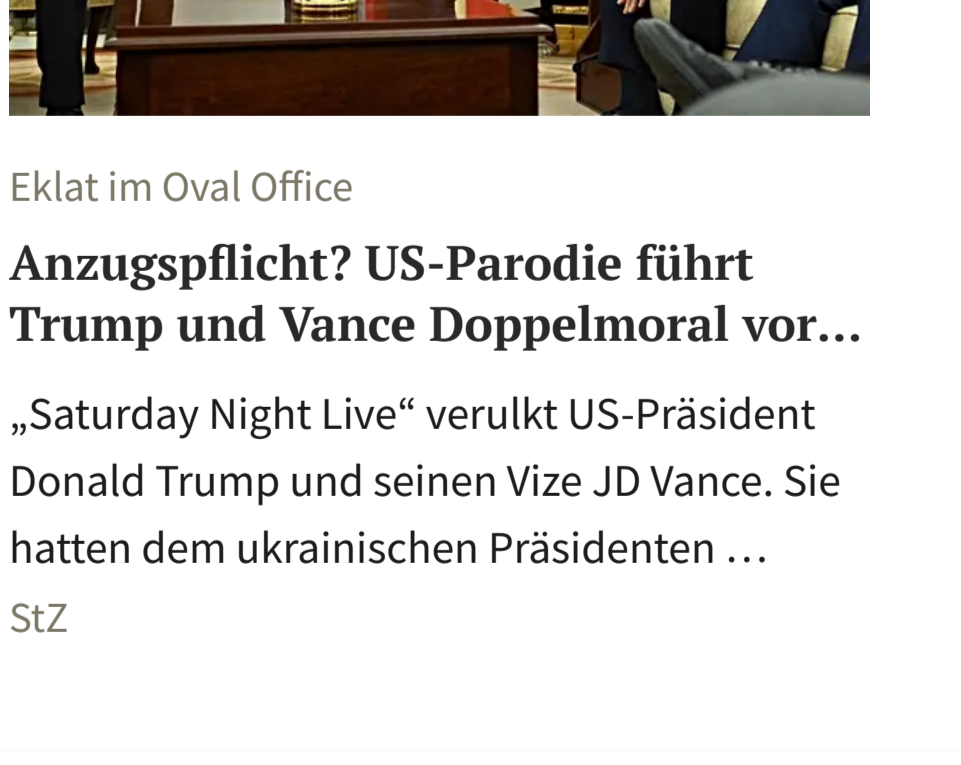 Eklat im Oval Office
Anzugspflicht? US-Parodie führt
Trump und Vance Doppelmoral vor…
„Saturday Night Live“ verulkt US-Präsident
Donald Trump und seinen Vize JD Vance. Sie
hatten dem ukrainischen Präsidenten …
StZ